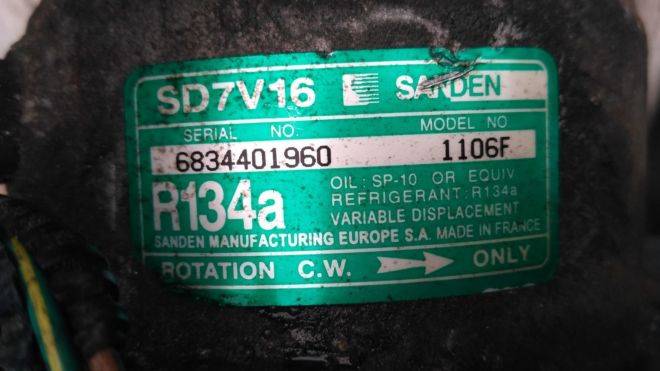 SD7V16 SANDEN
SERIAL NO. MODEL NO
6834401960 1106F
R134a
OIL: SP-10 OR EQUIV
REFRIGERANT: R134a
VARIABLE DISPLACEMENT
SANDEN MANUFACTURING EUROPE S.A. MADE IN FRANCE
ROTATION C.W. ONLY